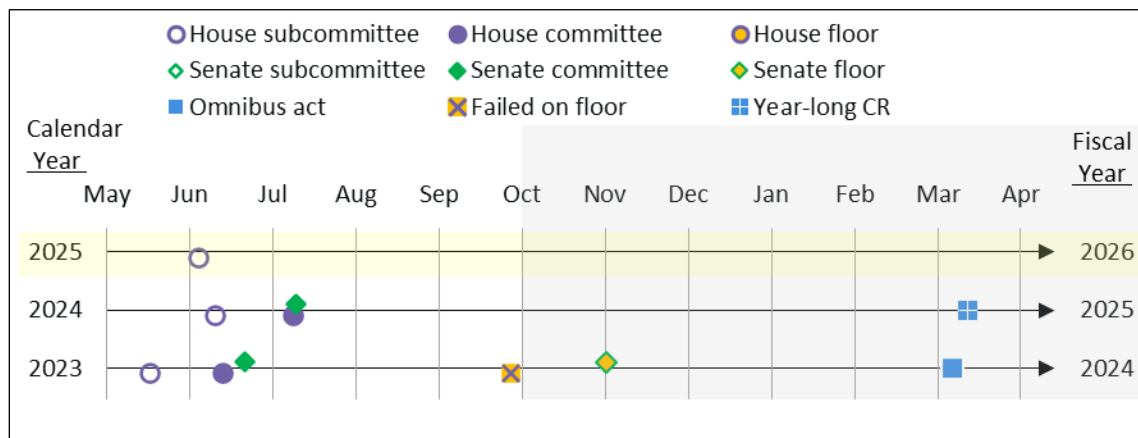 House subcommittee House committee House floor
Senate subcommittee Senate committee Senate floor
Omnibus act Failed on floor Year-long CR
Calendar
Year
Fiscal
Year
May Jun Jul Aug Sep Oct Nov Dec Jan Feb Mar Apr
2025 2026
2024 2025
2023 2024